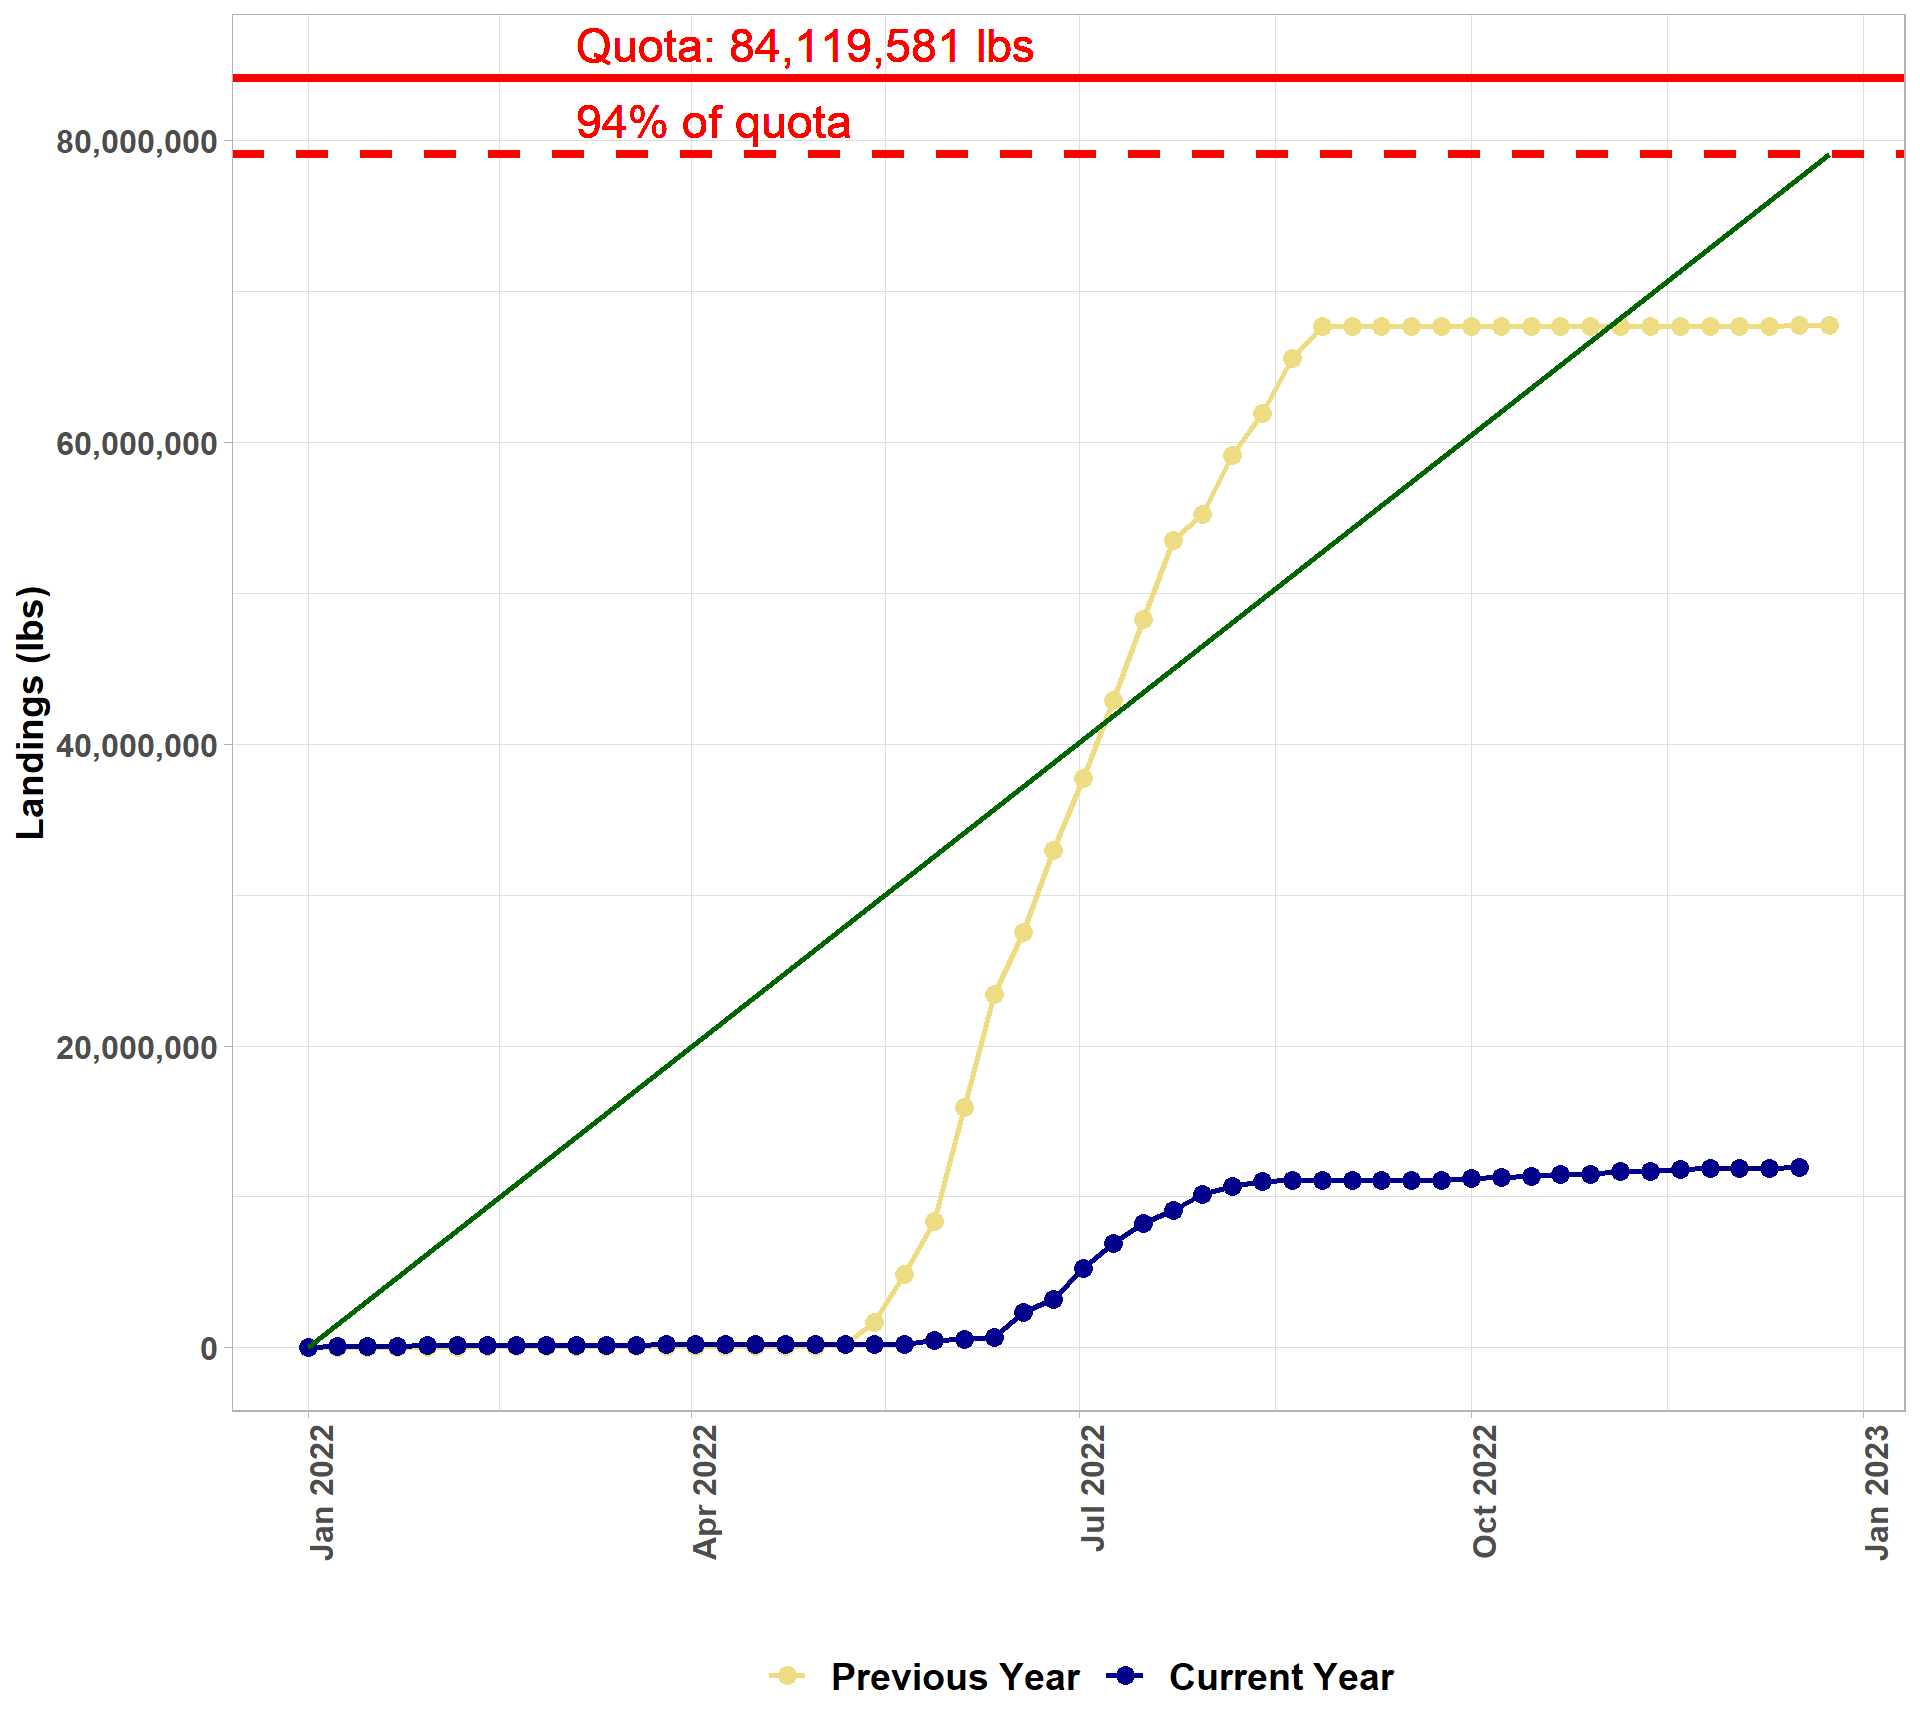 Quota: 84,119,581 lbs
94% of quota
80,000,000
60,000,000
40,000,000
20,000,000
0
Landings (lbs)
Jan 2022
Apr 2022
Jul 2022
Oct 2022
Jan 2023
Previous Year
Current Year